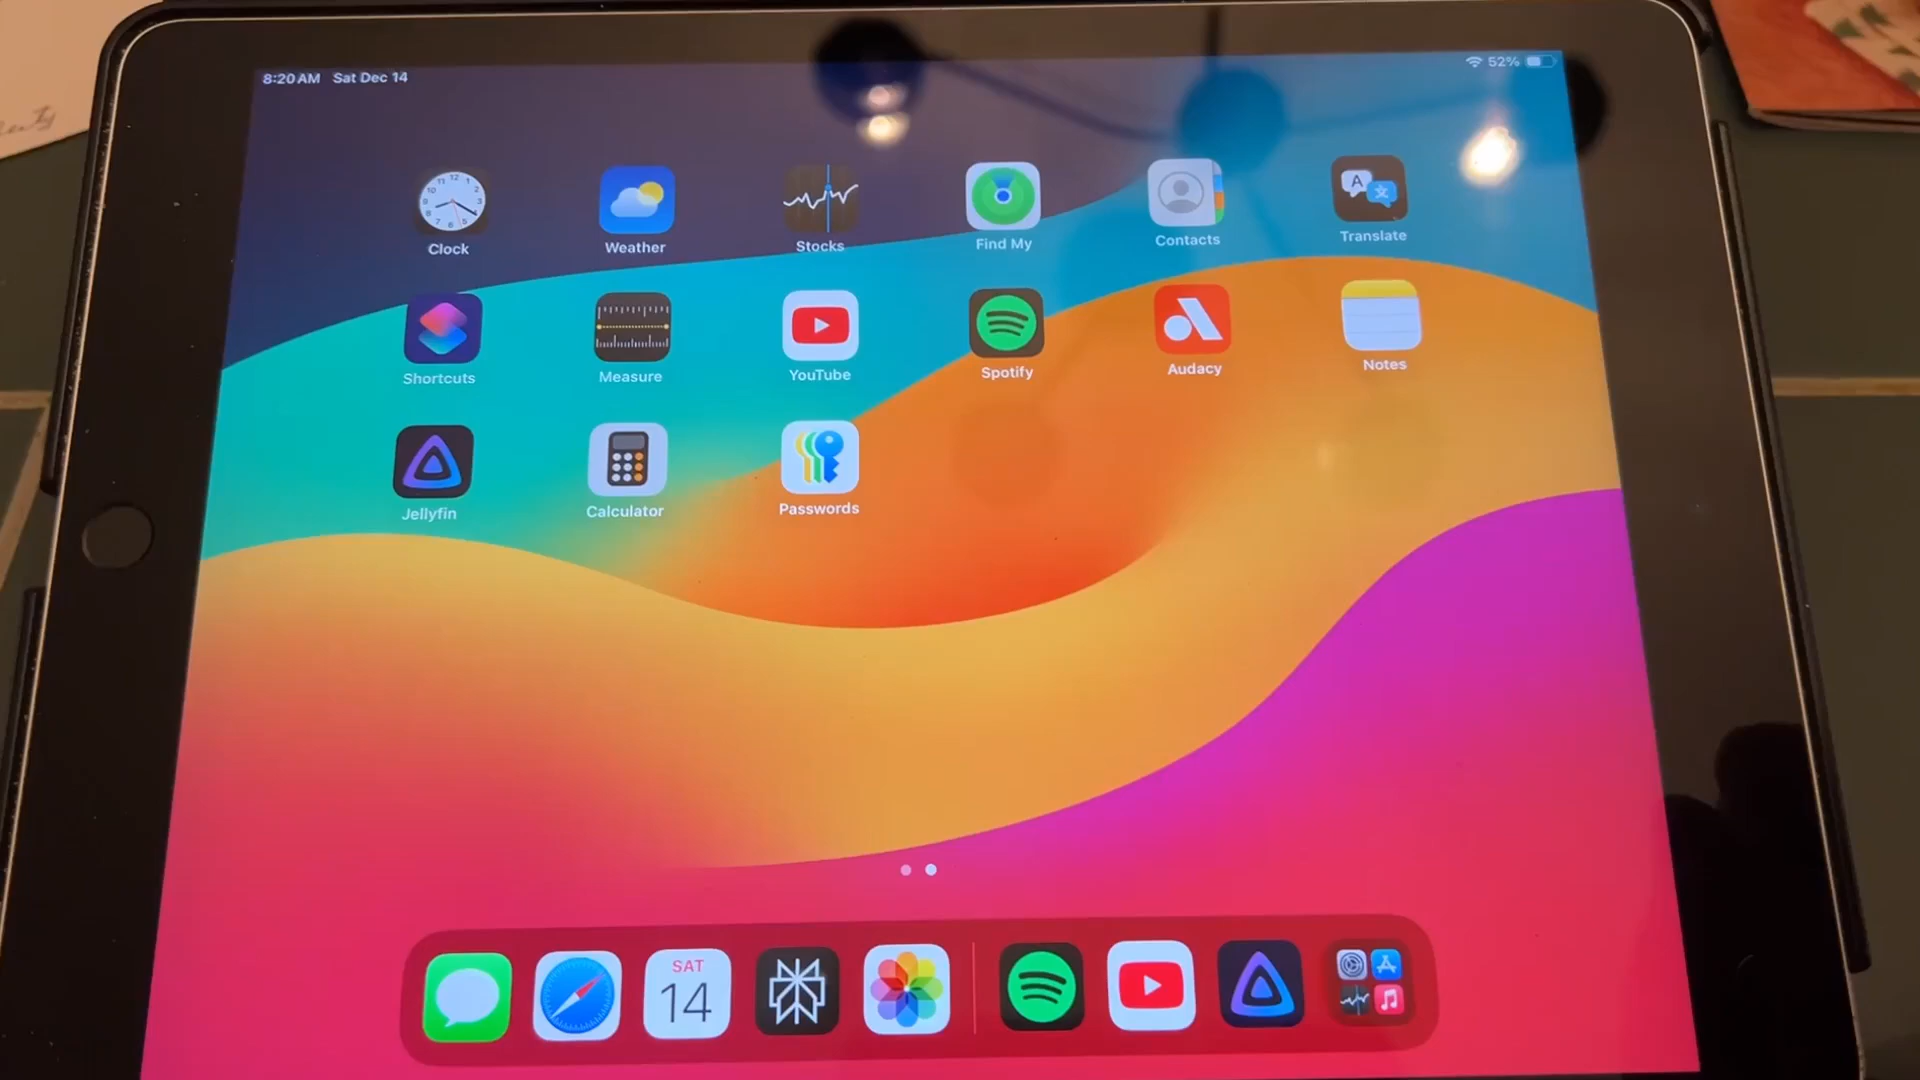 8:20 AM Sat Dec 14
52%
Clock
Weather
Stocks
Find My
Contacts
Translate
Shortcuts
Measure
YouTube
Spotify
Audacy
Notes
Jellyfin
Calculator
Passwords
SAT
14